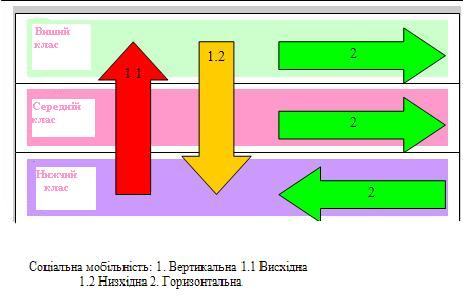 Вищий
клас
1.1
1.2
2
Середній
клас
2
Нижчий
клас
2
Соціальна мобільність: 1. Вертикальна 1.1 Висхідна
1.2 Низхідна 2. Горизонтальна